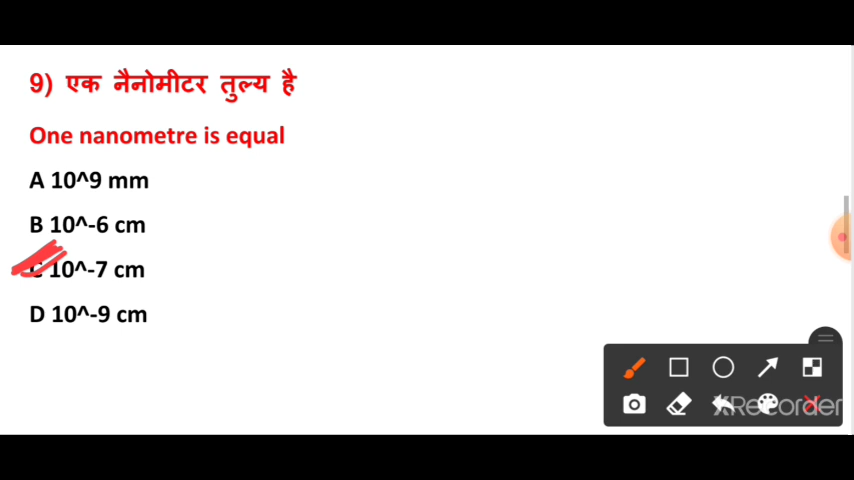 9) एक नैनोमीटर तुल्य है
One nanometre is equal
A 10^9 mm
B 10^-6 cm
C 10^-7 cm
D 10^-9 cm
XRecorder